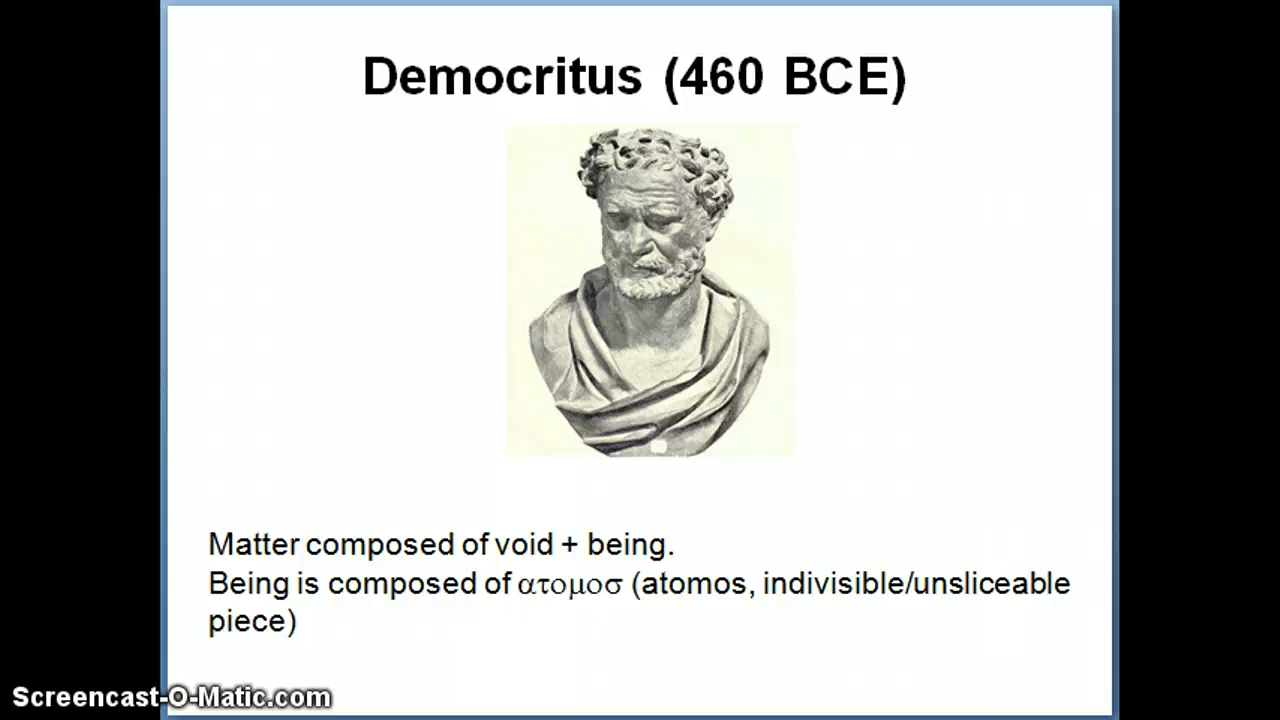 Democritus (460 BCE)
Matter composed of void + being.
Being is composed of ατομοσ (atomos, indivisible/unsliceable
piece)
Screencast-O-Matic.com